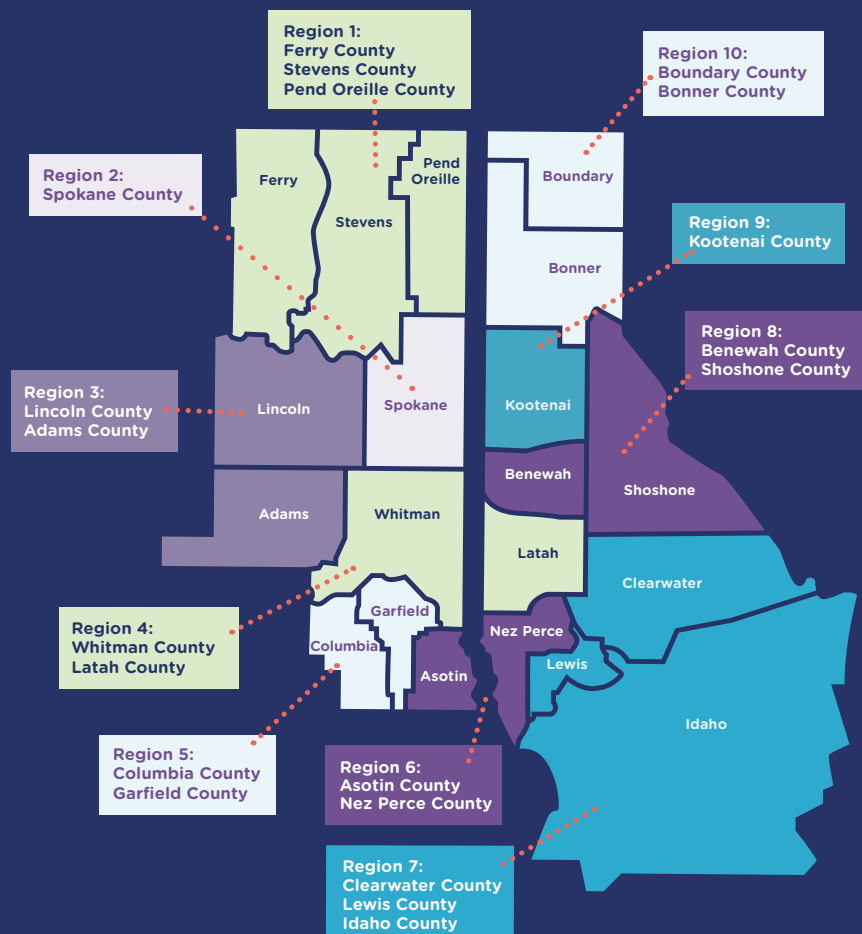 Region 1:
Ferry County
Stevens County
Pend Oreille County
Region 10:
Boundary County
Bonner County
Region 2:
Spokane County
Region 9:
Kootenai County
Region 8:
Benewah County
Shoshone County
Region 3:
Lincoln County
Adams County
Region 4:
Whitman County
Latah County
Region 5:
Columbia County
Garfield County
Region 6:
Asotin County
Nez Perce County
Region 7:
Clearwater County
Lewis County
Idaho County
Ferry
Stevens
Pend
Oreille
Boundary
Bonner
Lincoln
Spokane
Kootenai
Benewah
Shoshone
Adams
Whitman
Latah
Clearwater
Garfield
Columbia
Asotin
Nez Perce
Lewis
Idaho